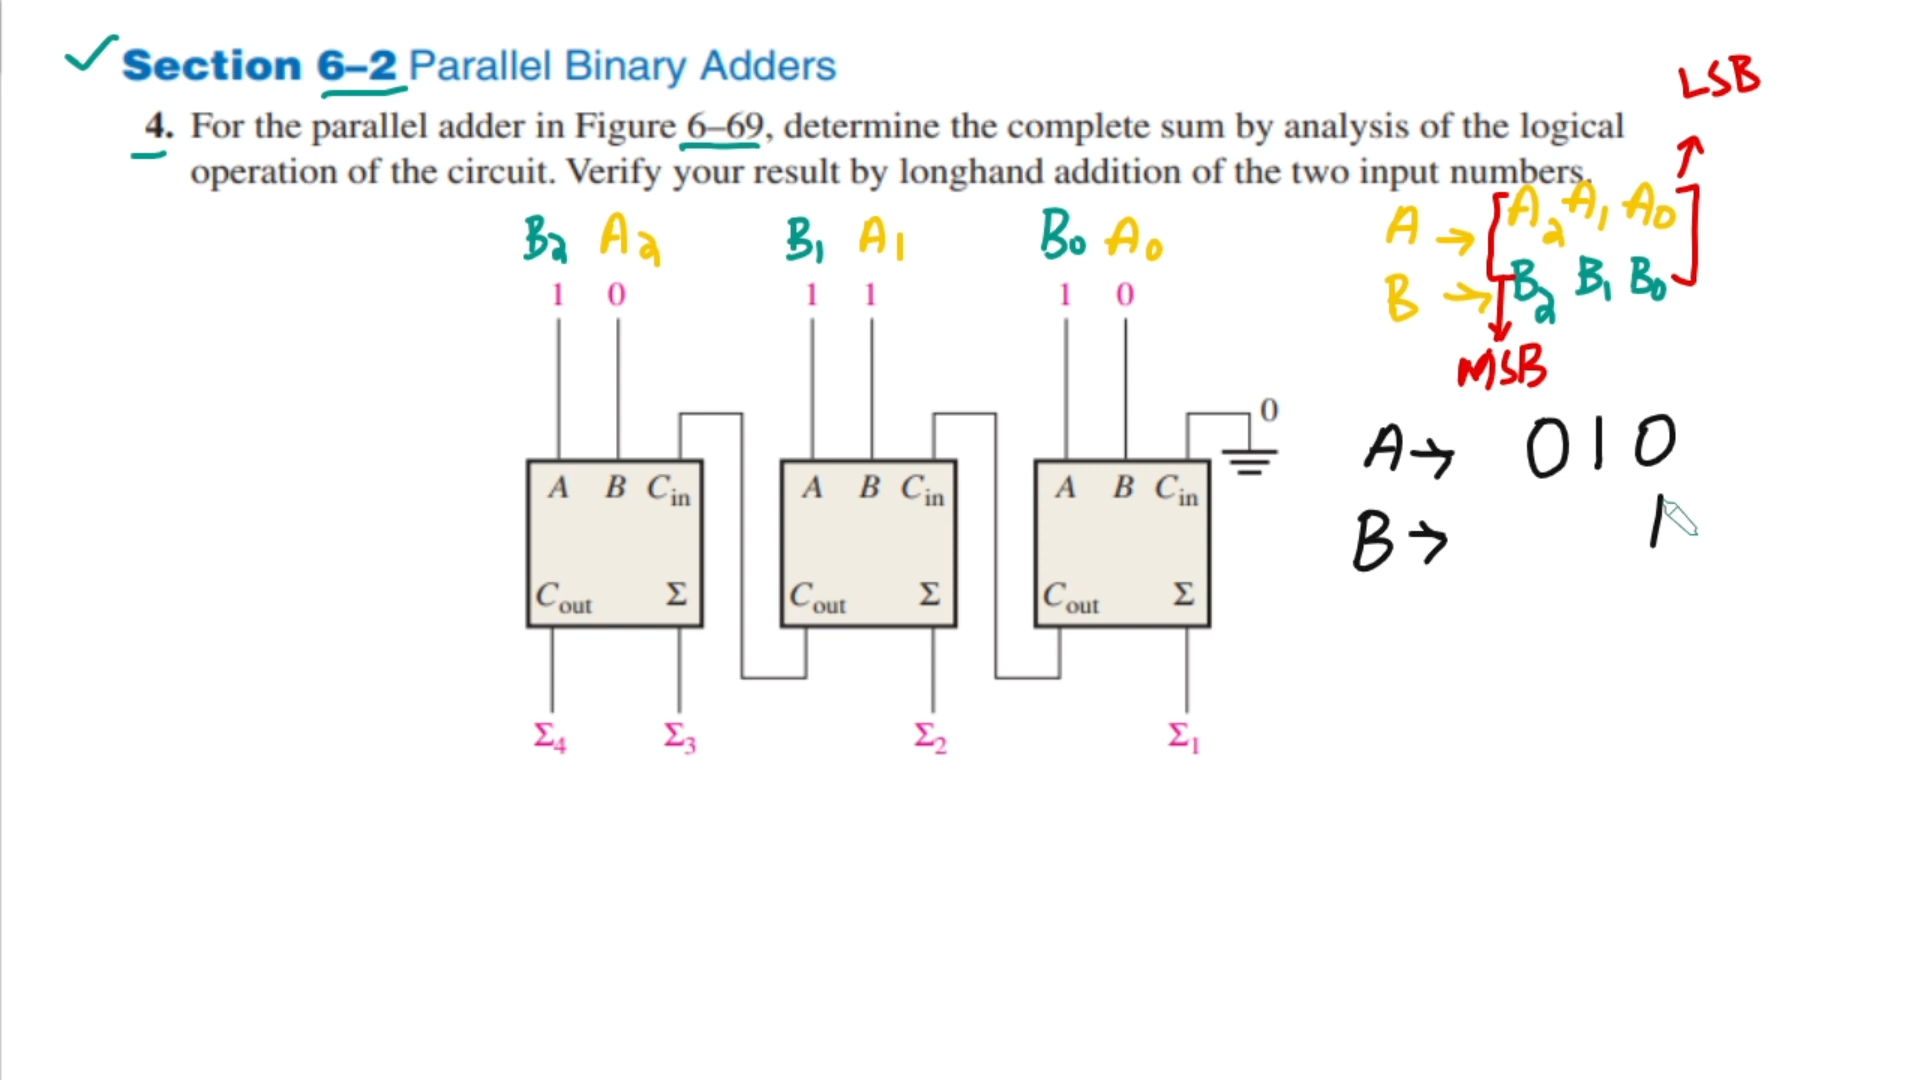 Section 6–2 Parallel Binary Adders
LSB
4. For the parallel adder in Figure 6–69, determine the complete sum by analysis of the logical
operation of the circuit. Verify your result by longhand addition of the two input numbers.
B2 A2 B1 A1 B0 A0
A → [A2 A1 A0]
B → B2 B1 B0
1 0 1 1 1 0
MSB
0
A → 0 1 0
B → 1
A B Cin A B Cin A B Cin
Cout Σ Cout Σ Cout Σ
Σ4 Σ3 Σ2 Σ1